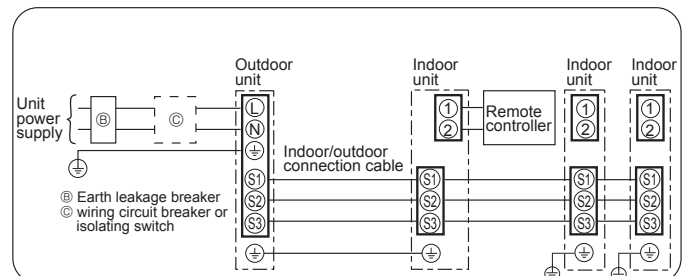 Outdoor
unit
Indoor
unit
Indoor
unit
Indoor
unit
Unit
power
supply
Ⓑ
Ⓒ
L
N
1
2
Remote
controller
1
2
1
2
Indoor/outdoor
connection cable
Ⓑ Earth leakage breaker
Ⓒ wiring circuit breaker or
isolating switch
S1
S2
S3
S1
S2
S3
S1
S2
S3
S1
S2
S3